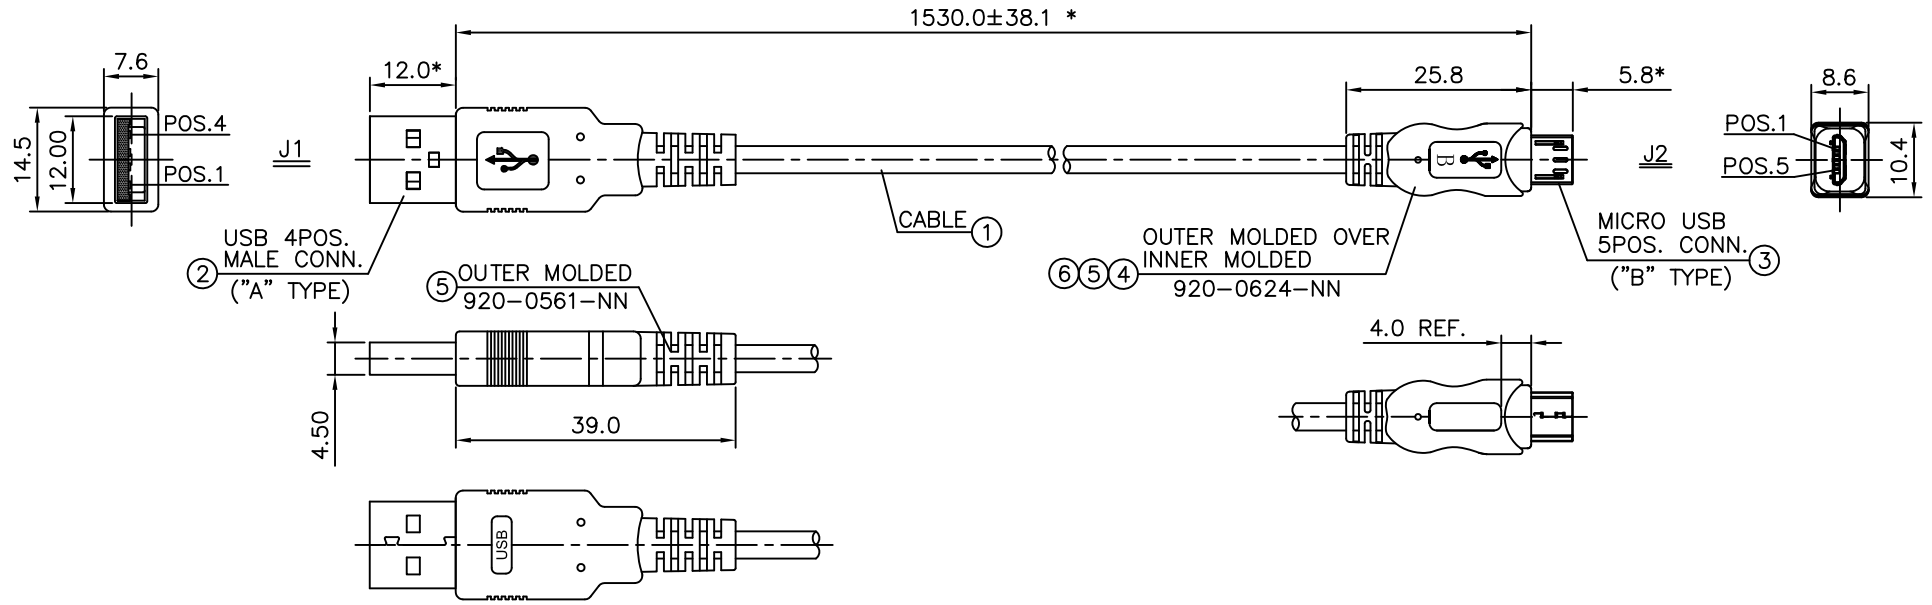 1530.0±38.1 *
7.6
12.0*
25.8
5.8*
8.6
14.5
12.00
POS.4
POS.1
J1
B
J2
POS.1
POS.5
10.4
CABLE 1
USB 4POS.
MALE CONN.
("A" TYPE)
2
OUTER MOLDED OVER
INNER MOLDED
920-0624-NN
6 5 4
MICRO USB
5POS. CONN.
("B" TYPE)
3
5 OUTER MOLDED
920-0561-NN
4.0 REF.
4.50
39.0
USB